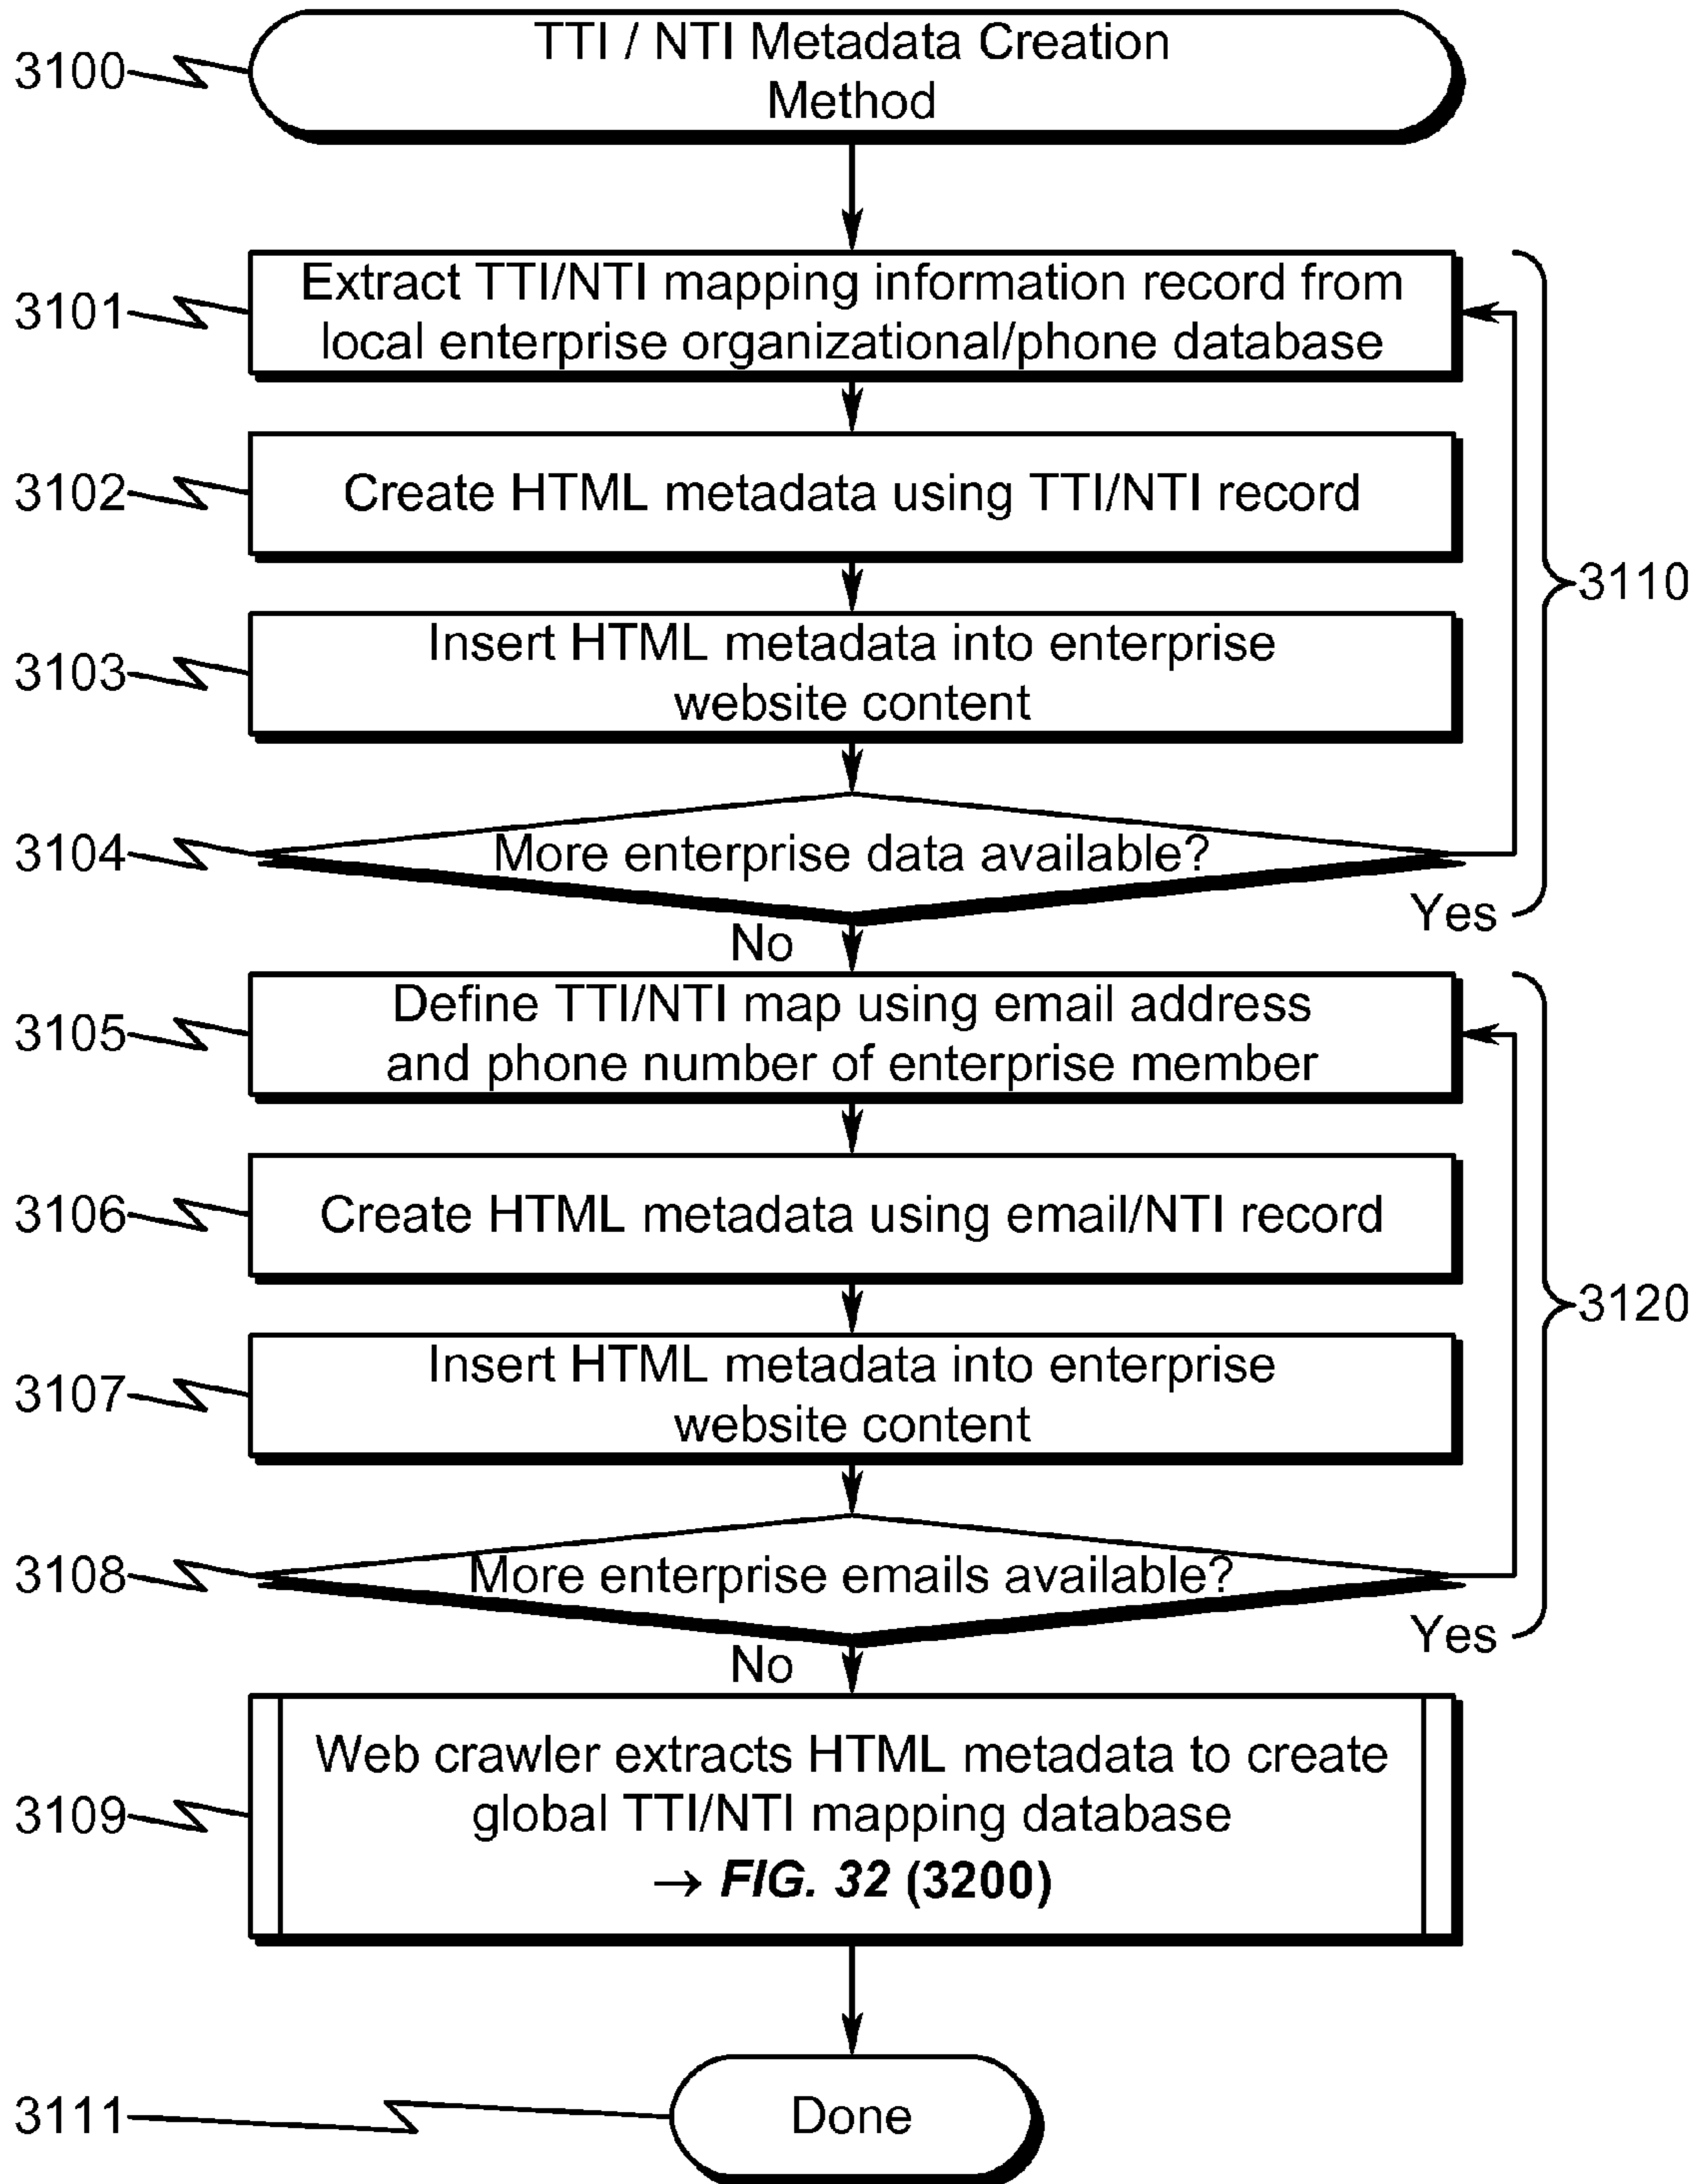 TTI / NTI Metadata Creation
Method
3100
Extract TTI/NTI mapping information record from
local enterprise organizational/phone database
3101
Create HTML metadata using TTI/NTI record
3102
3110
Insert HTML metadata into enterprise
website content
3103
More enterprise data available?
3104
Yes
No
Define TTI/NTI map using email address
and phone number of enterprise member
3105
Create HTML metadata using email/NTI record
3106
3120
Insert HTML metadata into enterprise
website content
3107
More enterprise emails available?
3108
Yes
No
Web crawler extracts HTML metadata to create
global TTI/NTI mapping database
→ FIG. 32 (3200)
3109
Done
3111